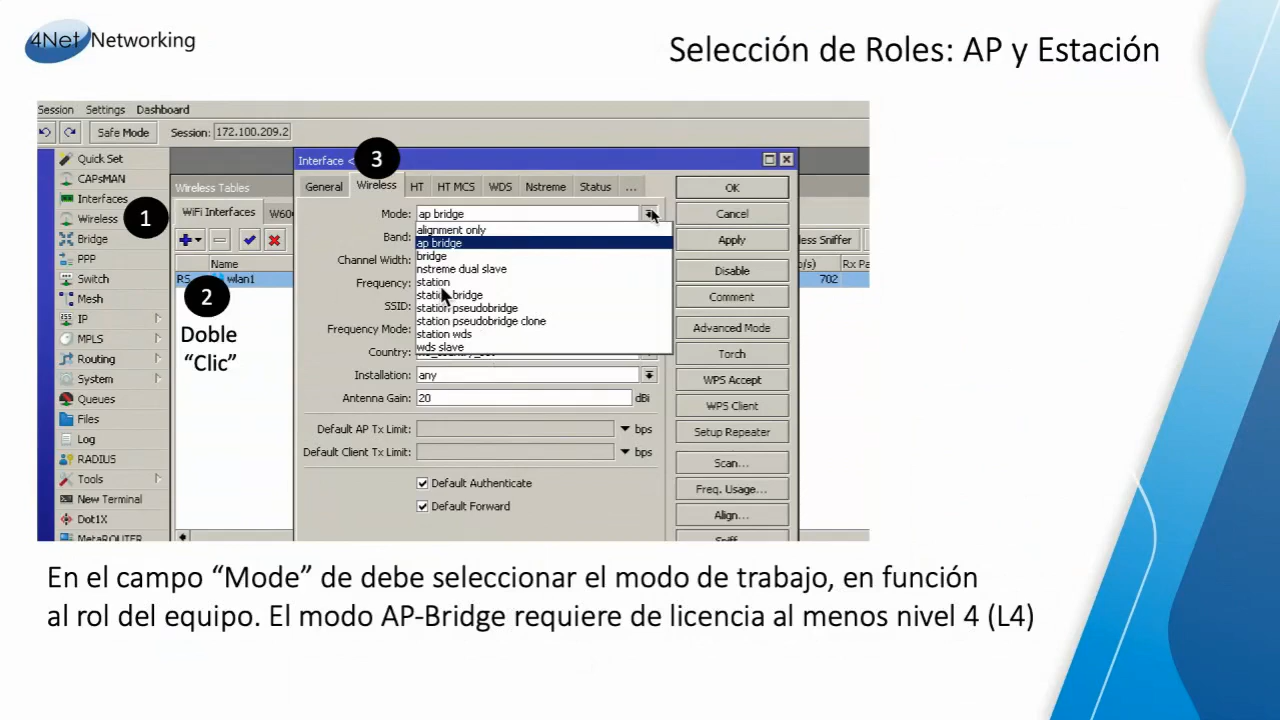 4Net Networking
Selección de Roles: AP y Estación
Session Settings Dashboard
Safe Mode Session: 172.100.209.2
Quick Set
CAPsMAN
Interfaces
Wireless
Bridge
PPP
Switch
Mesh
IP
MPLS
Routing
System
Queues
Files
Log
RADIUS
Tools
New Terminal
Dot1X
MetaROUTER
1
Wireless Tables
WiFi Interfaces
Name
RS wlan1
2
Doble
“Clic”
Interface <
3
General Wireless HT HT MCS WDS Nstreme Status ...
Mode: ap bridge
alignment only
ap bridge
bridge
nstreme dual slave
station
station bridge
station pseudobridge
station pseudobridge clone
station wds
wds slave
Band:
Channel Width:
Frequency:
SSID:
Frequency Mode:
Country:
Installation: any
Antenna Gain: 20 dBi
Default AP Tx Limit: bps
Default Client Tx Limit: bps
Default Authenticate
Default Forward
OK
Cancel
Apply
Disable
Comment
Advanced Mode
Torch
WPS Accept
WPS Client
Setup Repeater
Scan...
Freq. Usage...
Align...
Sniff...
less Sniffer
/s) Rx Pa
702
En el campo “Mode” de debe seleccionar el modo de trabajo, en función
al rol del equipo. El modo AP-Bridge requiere de licencia al menos nivel 4 (L4)